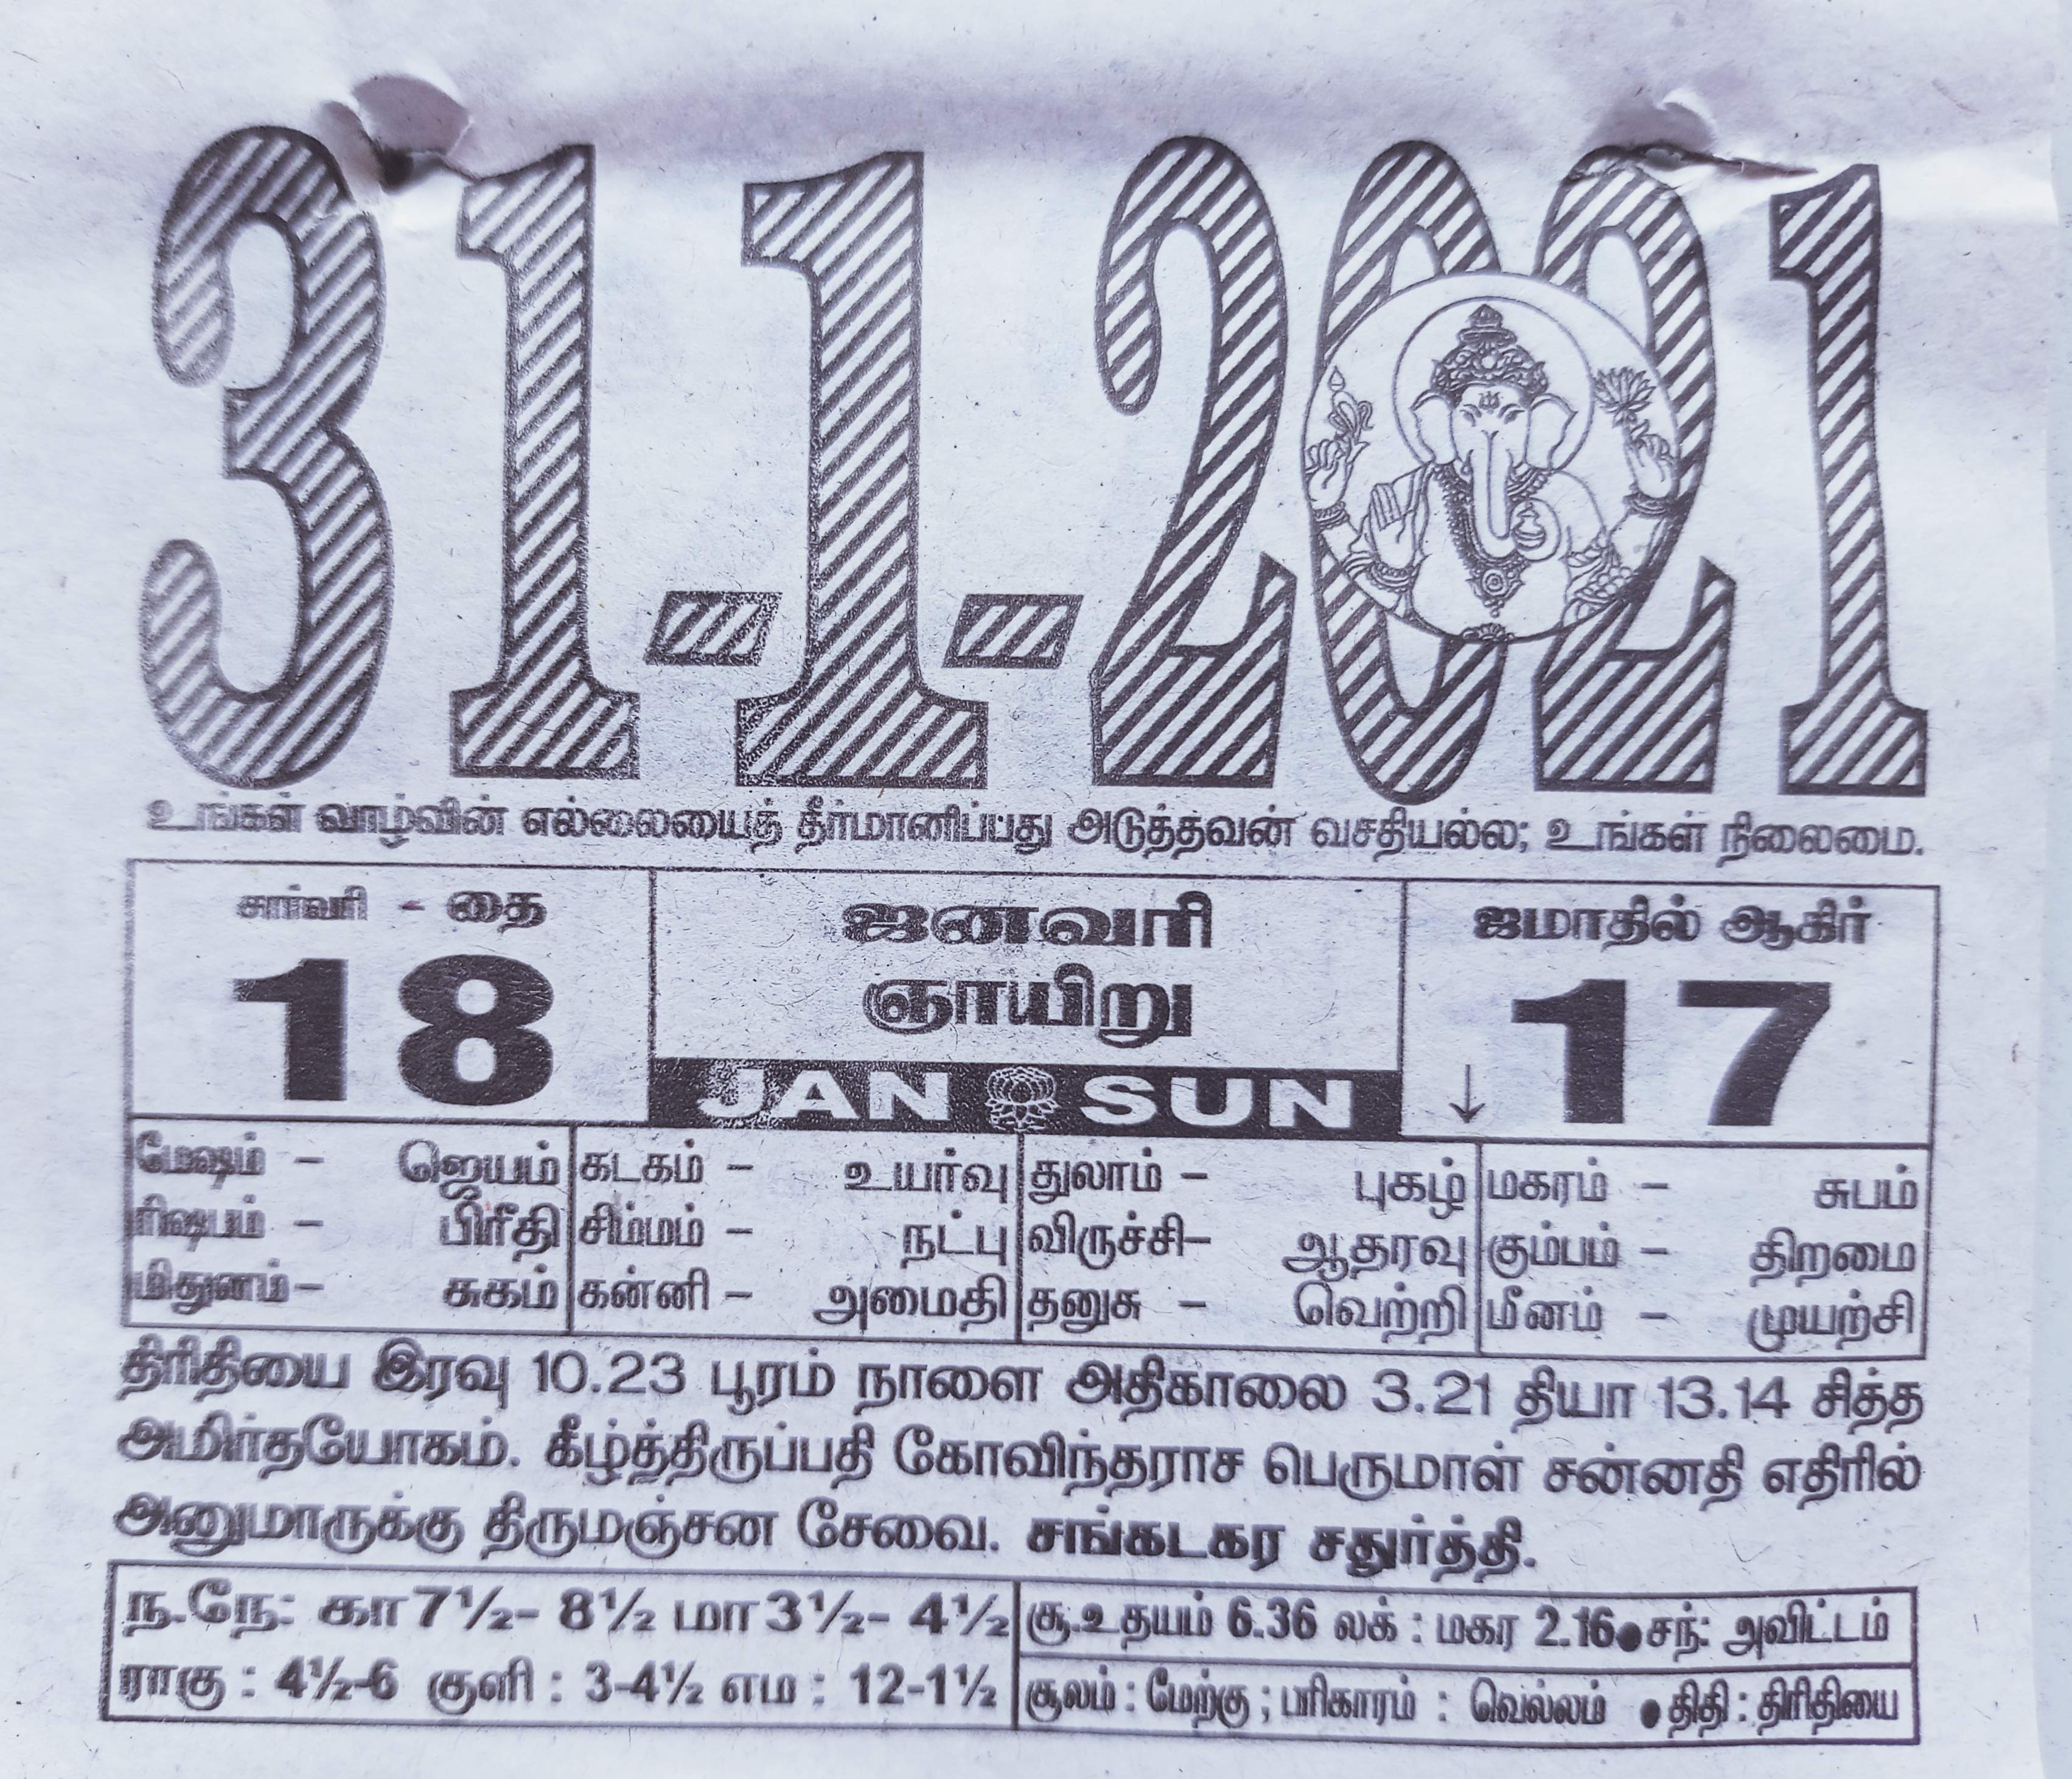 31-1-2021
உங்கள் வாழ்வின் எல்லையைத் தீர்மானிப்பது அடுத்தவன் வசதியல்ல; உங்கள் நிலைமை.
சார்வரி - தை
18
ஜனவரி
ஞாயிறு
JAN SUN
ஜமாதில் ஆகிர்
↓ 17
மேஷம் - ஜெயம் கடகம் - உயர்வு துலாம் - புகழ் மகரம் - சுபம்
ரிஷபம் - பிரீதி சிம்மம் - நட்பு விருச்சி- ஆதரவு கும்பம் - திறமை
மிதுனம்- சுகம் கன்னி - அமைதி தனுசு - வெற்றி மீனம் - முயற்சி
திரிதியை இரவு 10.23 பூரம் நாளை அதிகாலை 3.21 தியா 13.14 சித்த
அமிர்தயோகம். கீழ்த்திருப்பதி கோவிந்தராச பெருமாள் சன்னதி எதிரில்
அனுமாருக்கு திருமஞ்சன சேவை. சங்கடகர சதுர்த்தி.
ந.நே: கா 7½- 8½ மா 3½- 4½
ராகு : 4½-6 குளி : 3-4½ எம : 12-1½
சூ.உதயம் 6.36 லக் : மகர 2.16●சந்: அவிட்டம்
சூலம் : மேற்கு ; பரிகாரம் : வெல்லம் ● திதி : திரிதியை